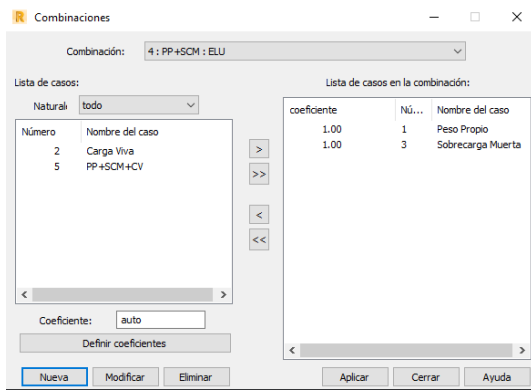 R Combinaciones
Combinación: 4 : PP+SCM : ELU
Lista de casos:
Naturale todo
Número Nombre del caso
2 Carga Viva
5 PP+SCM+CV
>
>>
<
<<
Coeficiente: auto
Definir coeficientes
Nueva Modificar Eliminar
Lista de casos en la combinación:
coeficiente Nú... Nombre del caso
1.00 1 Peso Propio
1.00 3 Sobrecarga Muerta
Aplicar Cerrar Ayuda